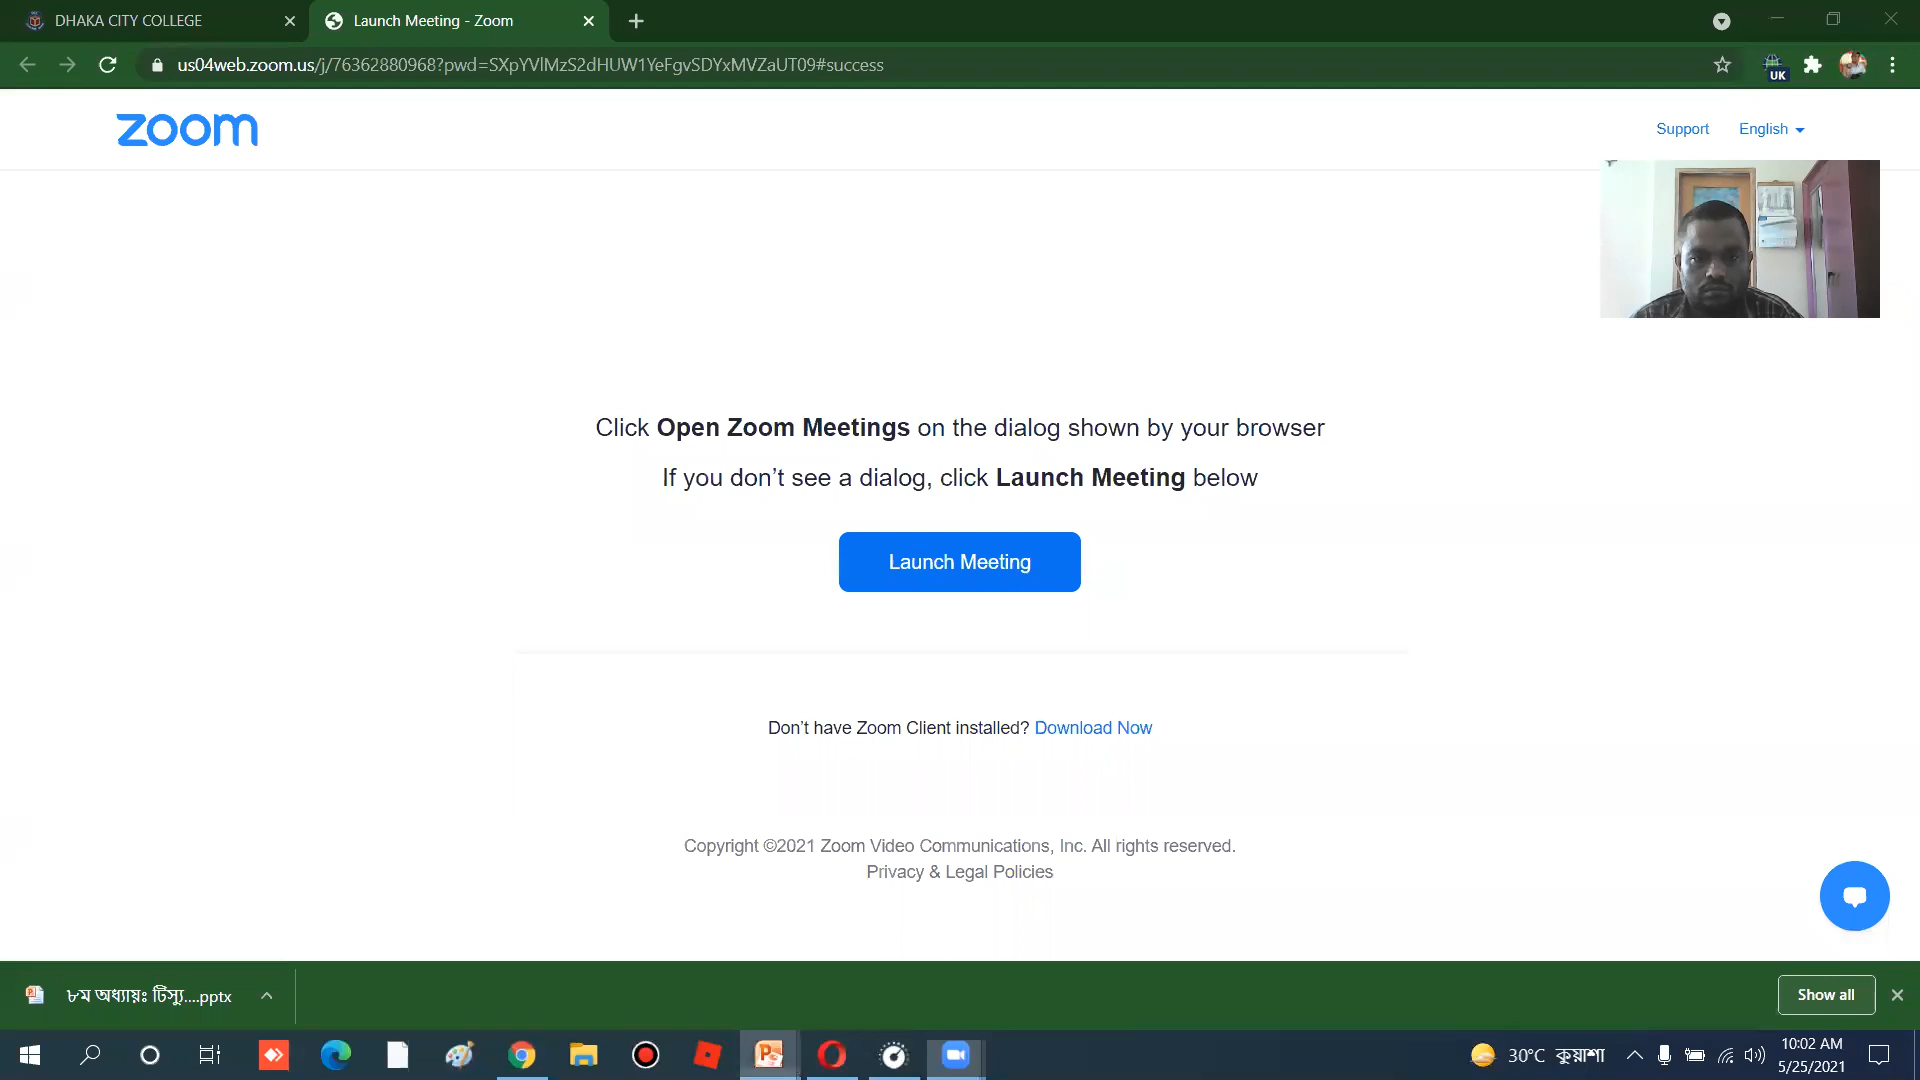 DHAKA CITY COLLEGE
Launch Meeting - Zoom
us04web.zoom.us/j/76362880968?pwd=SXpYVlMzS2dHUW1YeFgvSDYxMVZaUT09#success
UK
zoom
Support
English
Click Open Zoom Meetings on the dialog shown by your browser
If you don’t see a dialog, click Launch Meeting below
Launch Meeting
Don’t have Zoom Client installed? Download Now
Copyright ©2021 Zoom Video Communications, Inc. All rights reserved.
Privacy & Legal Policies
৮ম অধ্যায়ঃ টিস্যু....pptx
Show all
30°C কুয়াশা
10:02 AM
5/25/2021